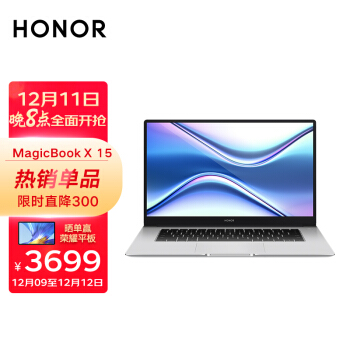 HONOR
12月11日
晚8点全面开抢
MagicBook X 15
热销单品
限时直降300
晒单赢
荣耀平板
￥3699
12月09至12月12日
HONOR